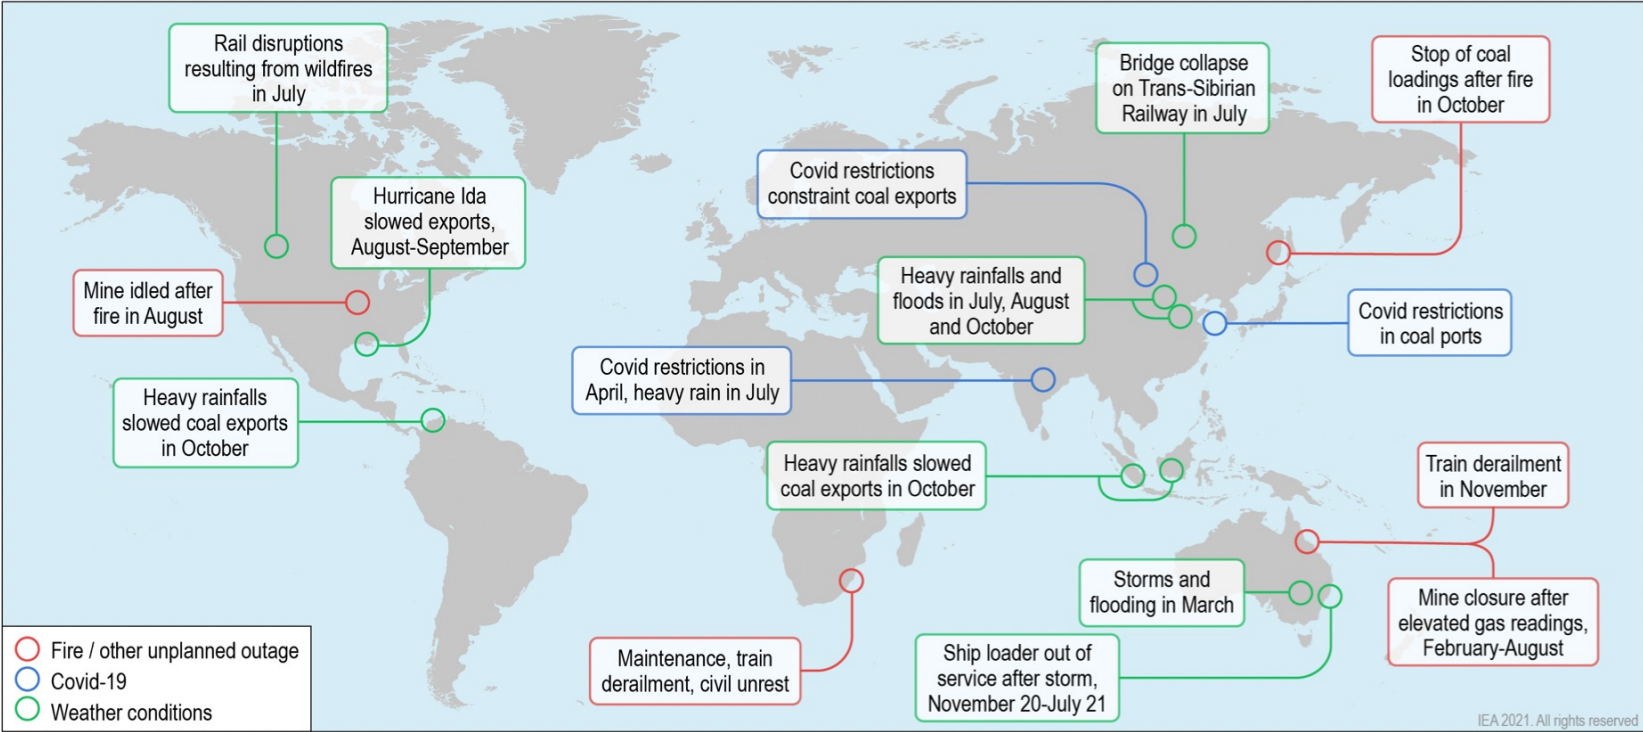 Rail disruptions
resulting from wildfires
in July
Bridge collapse
on Trans-Sibirian
Railway in July
Stop of coal
loadings after fire
in October
Covid restrictions
constraint coal exports
Hurricane Ida
slowed exports,
August-September
Mine idled after
fire in August
Heavy rainfalls and
floods in July, August
and October
Covid restrictions
in coal ports
Covid restrictions in
April, heavy rain in July
Heavy rainfalls
slowed coal exports
in October
Heavy rainfalls slowed
coal exports in October
Train derailment
in November
Storms and
flooding in March
Mine closure after
elevated gas readings,
February-August
Maintenance, train
derailment, civil unrest
Ship loader out of
service after storm,
November 20-July 21
Fire / other unplanned outage
Covid-19
Weather conditions
IEA 2021. All rights reserved